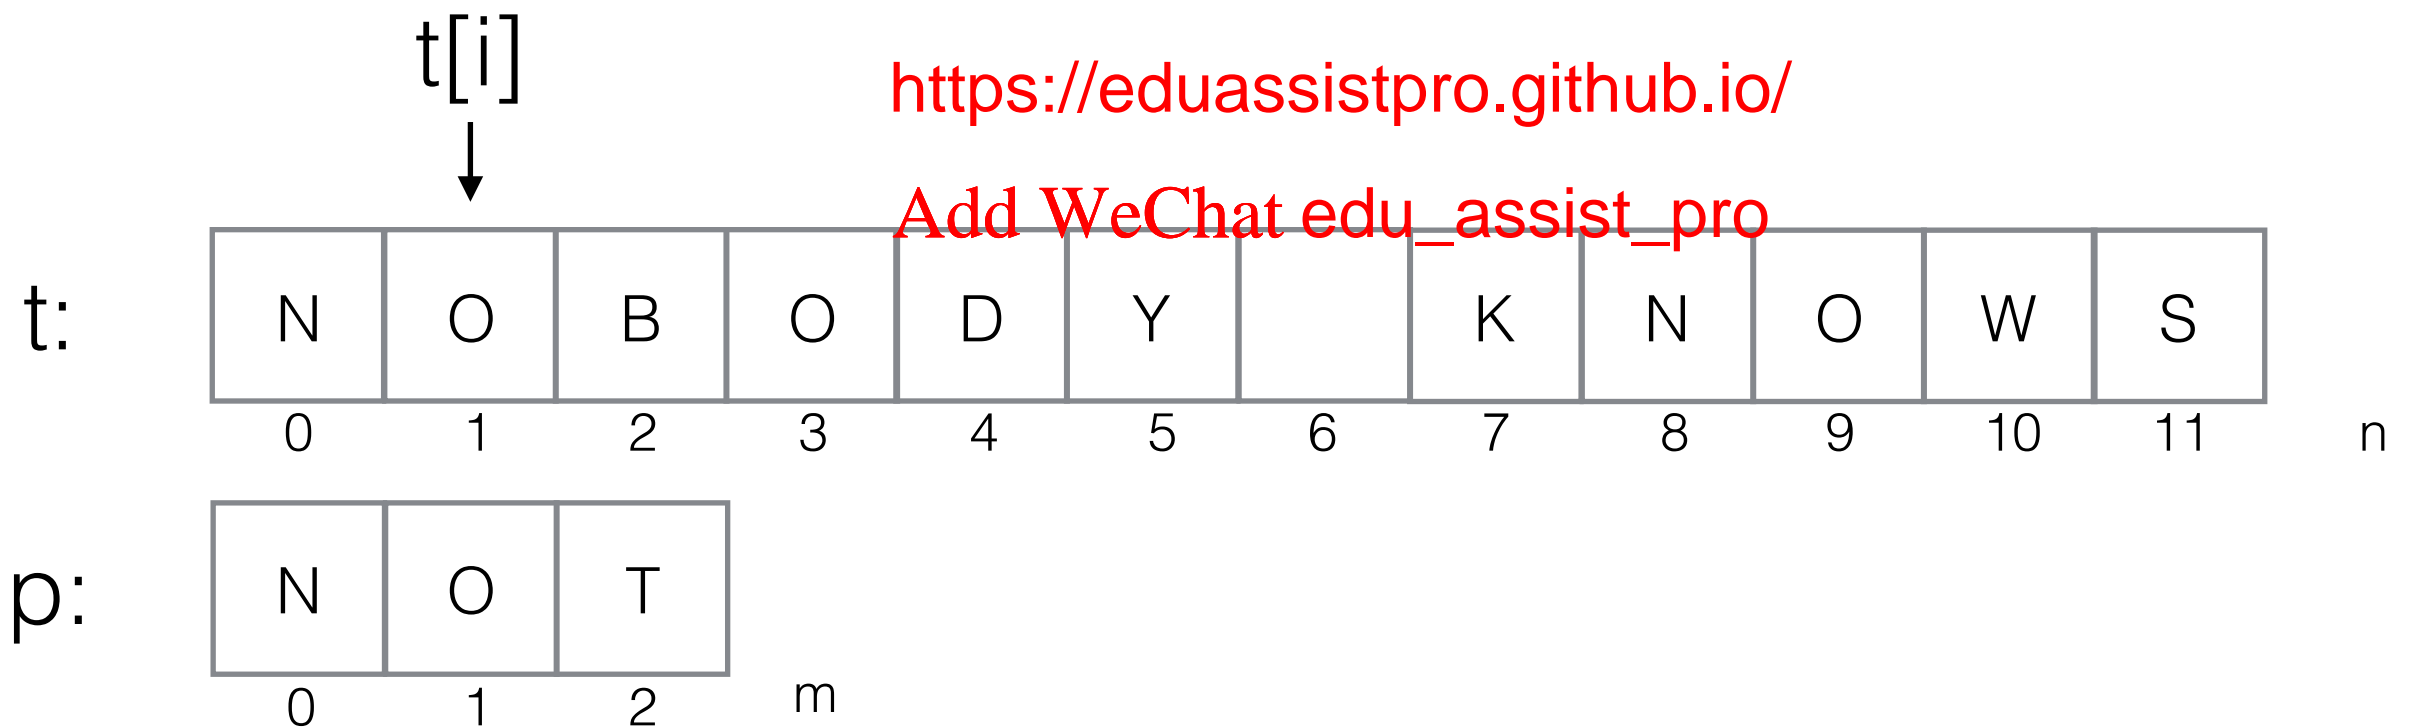 t[i]
https://eduassistpro.github.io/
Add WeChat edu_assist_pro
t: N O B O D Y K N O W S
0 1 2 3 4 5 6 7 8 9 10 11 n
p: N O T
0 1 2 m